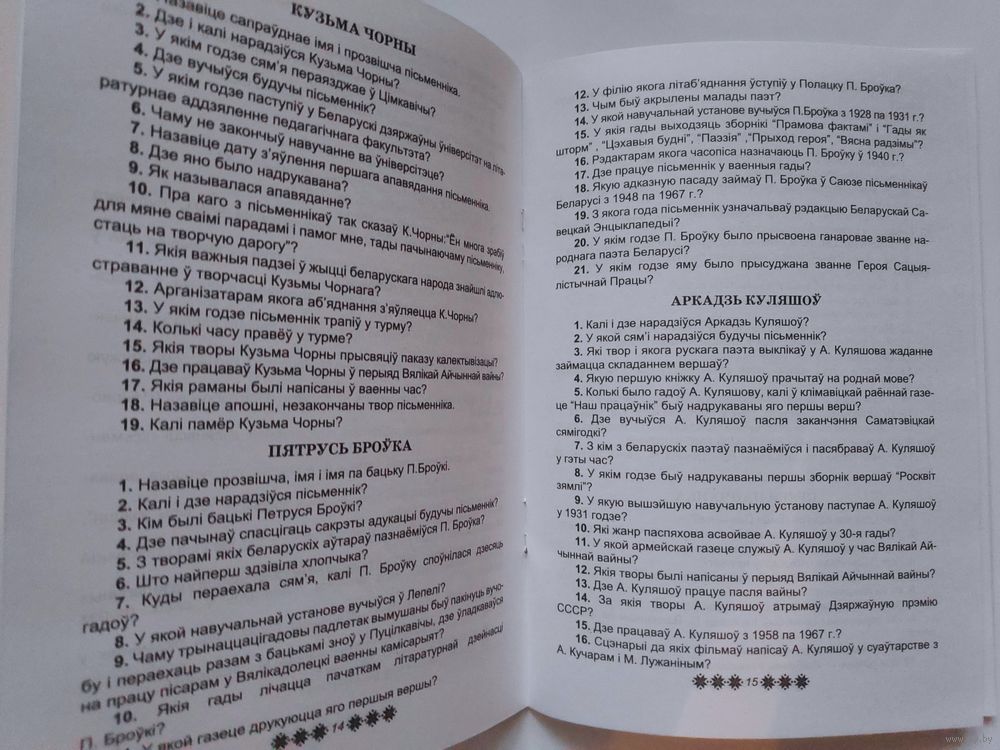 КУЗЬМА ЧОРНЫ
Назавіце сапраўднае імя і прозвішча пісьменніка.
2. Дзе і калі нарадзіўся Кузьма Чорны?
3. У якім годзе сям’я пераязджае ў Цімкавічы?
4. Дзе вучыўся будучы пісьменнік?
5. У якім годзе паступіў у Беларускі дзяржаўны ўніверсітэт на літа-
ратурнае аддзяленне педагагічнага факультэта?
6. Чаму не закончыў навучанне ва ўніверсітэце?
7. Назавіце дату з’яўлення першага апавядання пісьменніка.
8. Дзе яно было надрукавана?
9. Як называлася апавяданне?
10. Пра каго з пісьменнікаў так сказаў К.Чорны:"Ён многа зрабіў
для мяне сваімі парадамі і помог мне, тады пачынаючаму пісьменніку,
стаць на творчую дарогу"?
11. Якія важныя падзеі ў жыцці беларускага народа знайшлі адлю-
страванне ў творчасці Кузьмы Чорнага?
12. Арганізатарам якога аб’яднання з’яўляецца К.Чорны?
13. У якім годзе пісьменнік трапіў у турму?
14. Колькі часу правёў у турме?
15. Якія творы Кузьма Чорны прысвяціў паказу калектывізацыі?
16. Дзе працаваў Кузьма Чорны ў перыяд Вялікай Айчыннай вайны?
17. Якія раманы былі напісаны ў ваенны час?
18. Назавіце апошні, незакончаны твор пісьменніка.
19. Калі памёр Кузьма Чорны?
ПЯТРУСЬ БРОЎКА
1. Назавіце прозвішча, імя і імя па бацьку П.Броўкі.
2. Калі і дзе нарадзіўся пісьменнік?
3. Кім былі бацькі Петруся Броўкі?
4. Дзе пачынаў спасцігаць сакрэты адукацыі будучы пісьменнік?
5. З творамі якіх беларускіх аўтараў пазнаёміўся П. Броўка?
6. Што найперш здзівіла хлопчыка?
7. Куды пераехала сям’я, калі П. Броўку споўнілася дзесяць
гадоў?
8. У якой навучальнай установе вучыўся ў Лепелі?
9. Чаму трынаццацігадовы падлетак вымушаны быў пакінуць вучо-
бу і пераехаць разам з бацькамі зноў у Пуцілкавічы, дзе ўладкаваўся
на працу пісарам у Вялікадолецкі ваенны камісарыят?
10. Якія гады лічацца пачаткам літаратурнай дзейнасці
П. Броўкі?
У якой газеце друкуюцца яго першыя вершы?
14
12. У філію якога літаб’яднання ўступіў у Полацку П. Броўка?
13. Чым быў акрылены малады паэт?
14. У якой навучальнай установе вучыўся П.Броўка з 1928 па 1931 г.?
15. У якія гады выходзяць зборнікі “Прамова фактамі” і “Гады як
шторм” , “Цэхавыя будні”, “Паэзія” ,“Прыход героя”, “Вясна радзімы”?
16. Рэдактарам якога часопіса назначаюць П. Броўку ў 1940 г.?
17. Дзе працуе пісьменнік у ваенныя гады?
18. Якую адказную пасаду займаў П. Броўка ў Саюзе пісьменнікаў
Беларусі з 1948 па 1967 г.?
19. З якога года пісьменнік узначальваў рэдакцыю Беларускай Са-
вецкай Энцыклапедыі?
20. У якім годзе П. Броўку было прысвоена ганаровае званне на-
роднага паэта Беларусі?
21. У якім годзе яму было прысуджана званне Героя Сацыя-
лістычнай Працы?
АРКАДЗЬ КУЛЯШОЎ
1. Калі і дзе нарадзіўся Аркадзь Куляшоў?
2. У якой сям’і нарадзіўся будучы пісьменнік?
3. Які твор і якога рускага паэта выклікаў у А. Куляшова жаданне
займацца складаннем вершаў?
4. Якую першую кніжку А. Куляшоў прачытаў на роднай мове?
5. Колькі было гадоў А. Куляшову, калі ў клімавіцкай раённай газе-
це “Наш працаўнік” быў надрукаваны яго першы верш?
6. Дзе вучыўся А. Куляшоў пасля заканчэння Саматэвіцкай
сямігодкі?
7. З кім з беларускіх паэтаў пазнаёміўся і пасябраваў А. Куляшоў
у гэты час?
8. У якім годзе быў надрукаваны першы зборнік вершаў “Росквіт
зямлі”?
9. У якую вышэйшую навучальную ўстанову паступае А. Куляшоў
у 1931 годзе?
10. Які жанр паспяхова асвойвае А. Куляшоў у 30-я гады?
11. У якой армейскай газеце служыў А. Куляшоў у час Вялікай Ай-
чыннай вайны?
12. Якія творы былі напісаны ў перыяд Вялікай Айчыннай вайны?
13. Дзе А. Куляшоў працуе пасля вайны?
14. За якія творы А. Куляшоў атрымаў Дзяржаўную прэмію
СССР?
15. Дзе працаваў А. Куляшоў з 1958 па 1967 г.?
16. Сцэнарыі да якіх фільмаў напісаў А. Куляшоў у суаўтарстве з
А. Кучарам і М. Лужаніным?
15